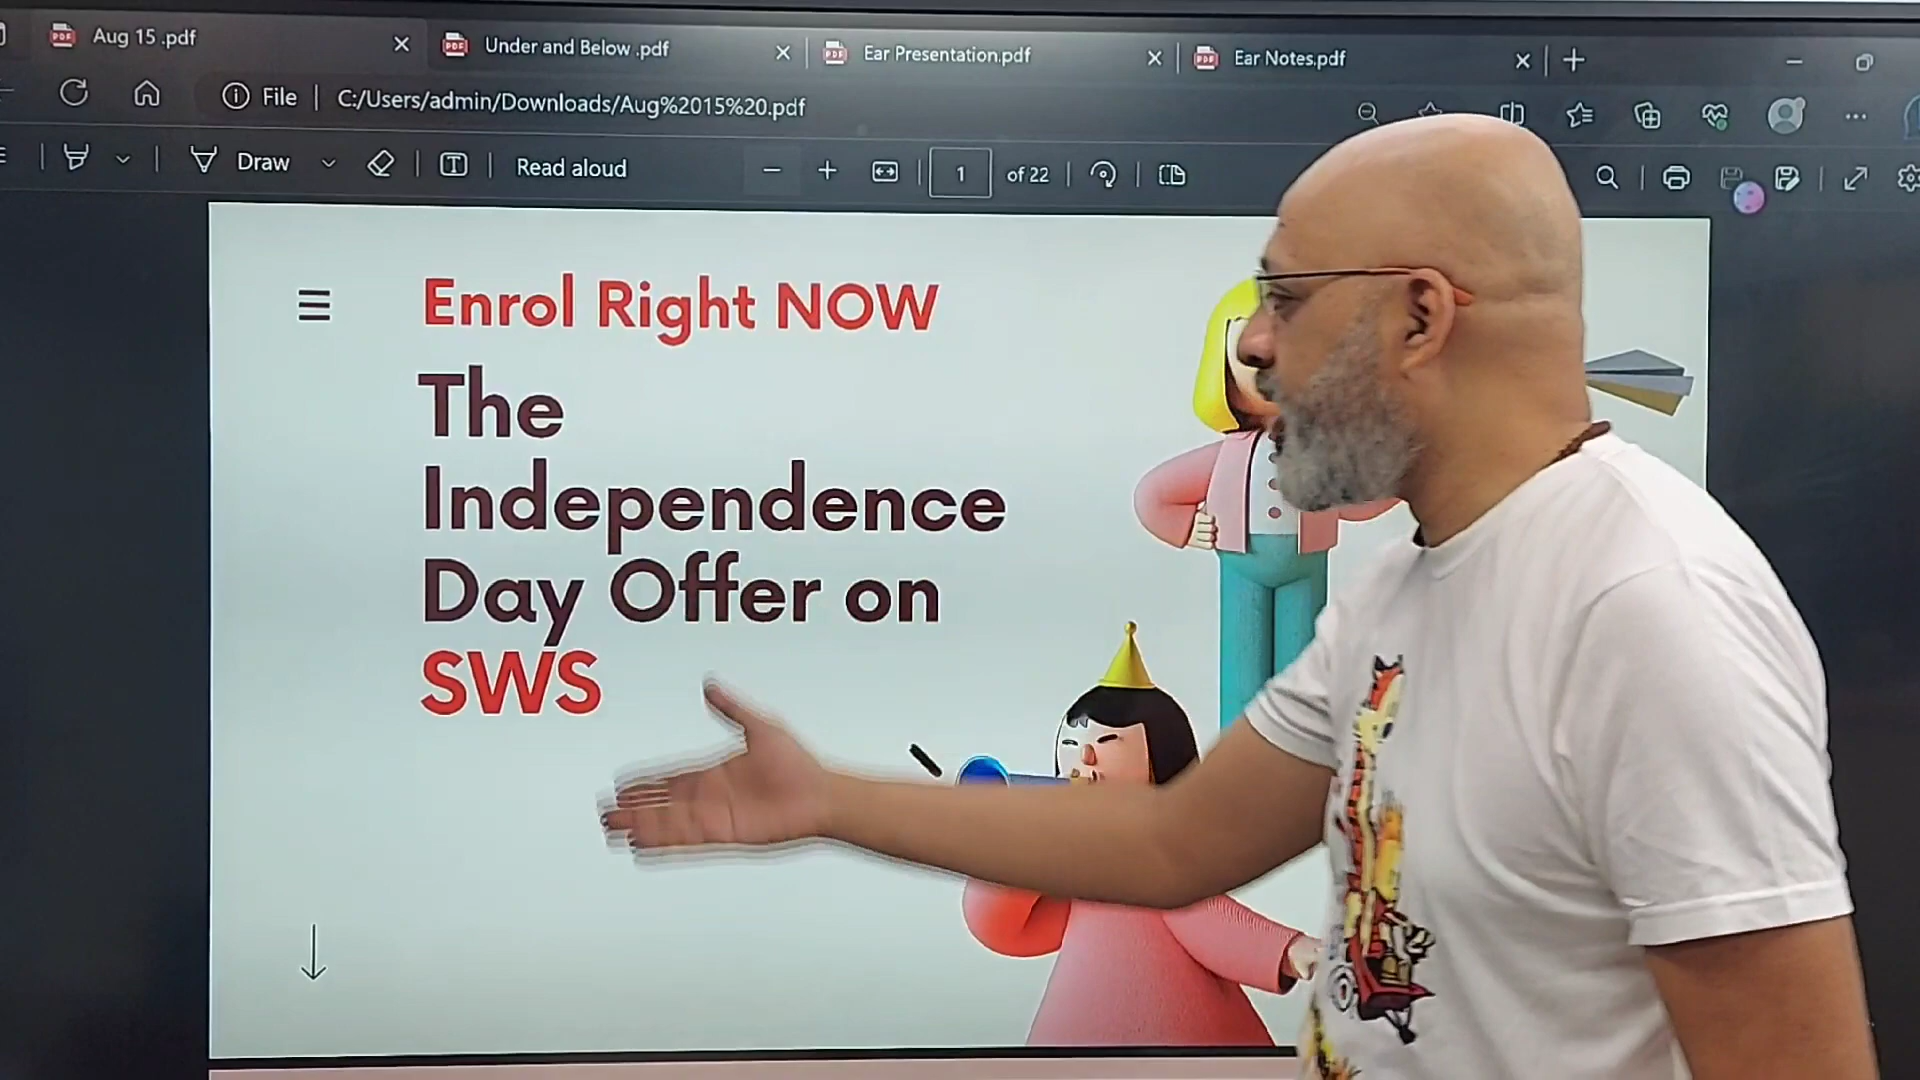 Aug 15 .pdf
Under and Below .pdf
Ear Presentation.pdf
Ear Notes.pdf
File
C:/Users/admin/Downloads/Aug%2015%20.pdf
Draw
Read aloud
1 of 22
Enrol Right NOW
The
Independence
Day Offer on
SWS